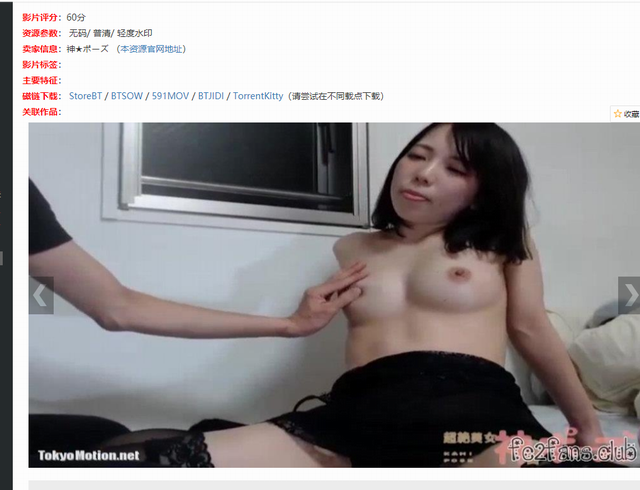 影片评分：60分
资源参数： 无码/ 普清/ 轻度水印
卖家信息：神★ポーズ （本资源官网地址）
影片标签：
主要特征：
磁链下载： StoreBT / BTSOW / 591MOV / BTJIDI / TorrentKitty（请尝试在不同载点下载）
关联作品：
☆收藏
TokyoMotion.net
超絶美女
fc2fans.club